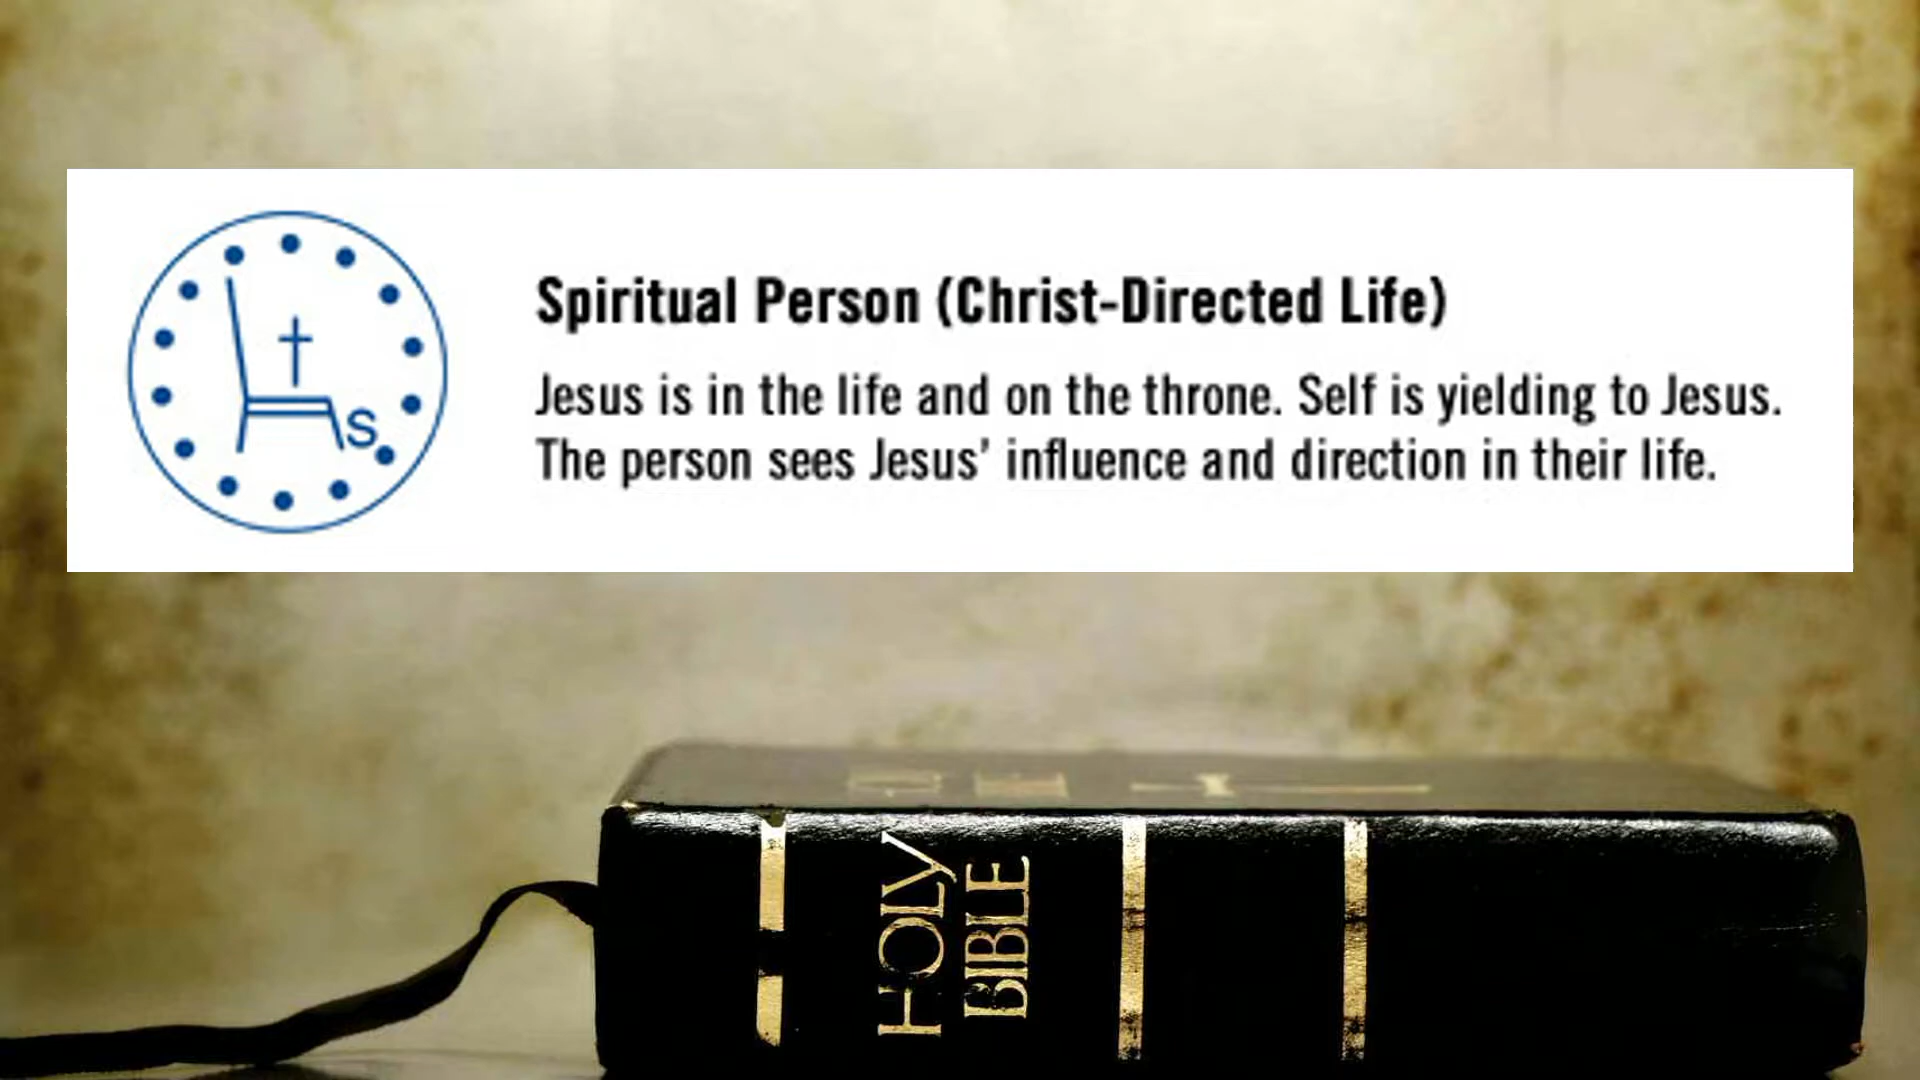 S
Spiritual Person (Christ-Directed Life)
Jesus is in the life and on the throne. Self is yielding to Jesus.
The person sees Jesus’ influence and direction in their life.
HOLY
BIBLE